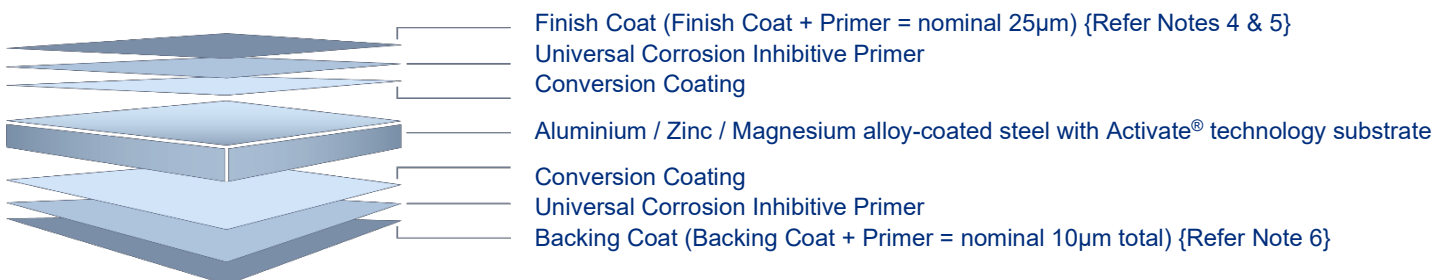 Finish Coat (Finish Coat + Primer = nominal 25µm) {Refer Notes 4 & 5}
Universal Corrosion Inhibitive Primer
Conversion Coating
Aluminium / Zinc / Magnesium alloy-coated steel with Activate® technology substrate
Conversion Coating
Universal Corrosion Inhibitive Primer
Backing Coat (Backing Coat + Primer = nominal 10µm total) {Refer Note 6}